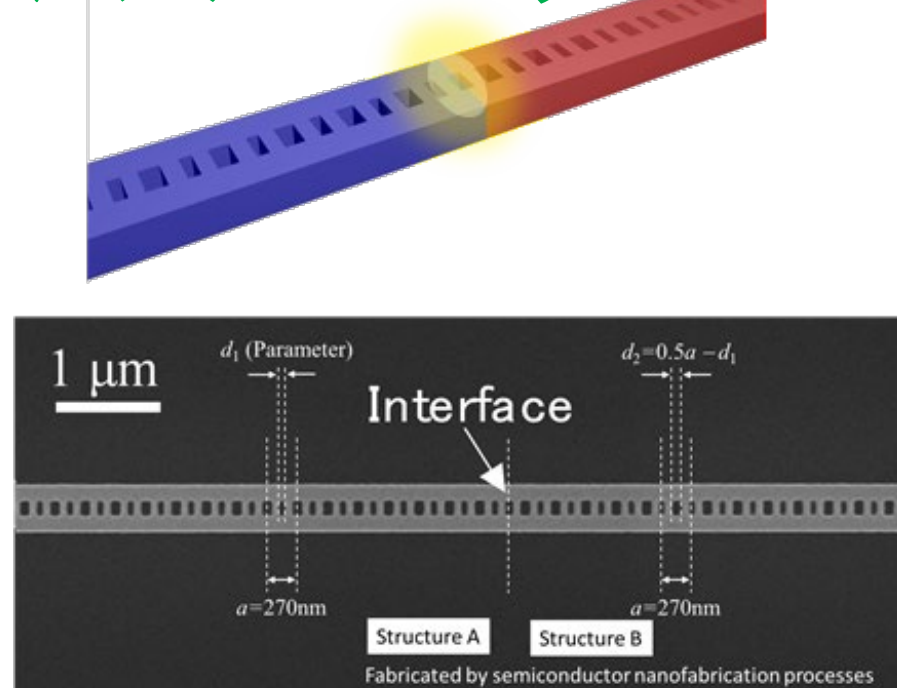 d₁ (Parameter)
d₂=0.5a – d₁
1 μm
Interface
a=270nm
a=270nm
Structure A
Structure B
Fabricated by semiconductor nanofabrication processes